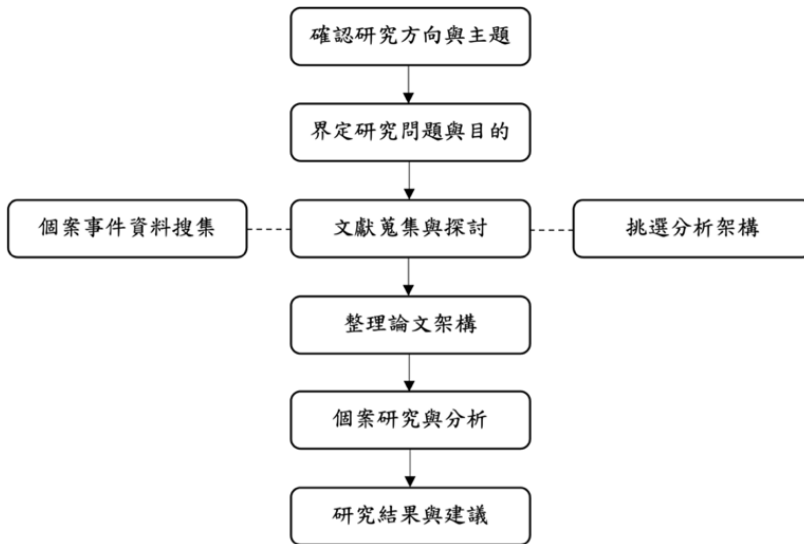 確認研究方向與主題
界定研究問題與目的
個案事件資料搜集
文獻蒐集與探討
挑選分析架構
整理論文架構
個案研究與分析
研究結果與建議